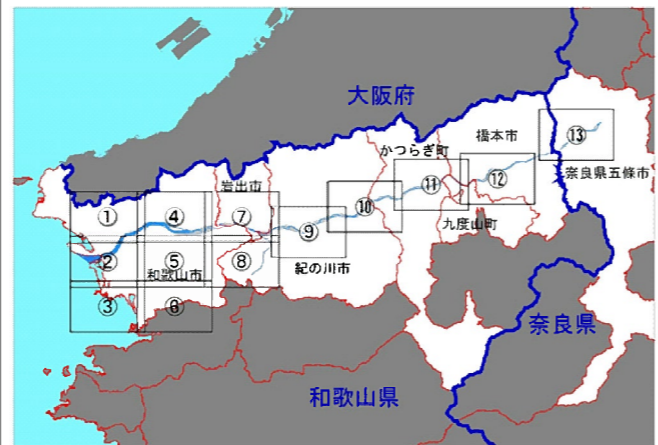 大阪府
橋本市
⑬
かつらぎ町
奈良県五條市
岩出市
⑪
⑫
①
④
⑦
⑩
⑨
九度山町
②
⑤
⑧
和歌山市
紀の川市
③
⑥
奈良県
和歌山県